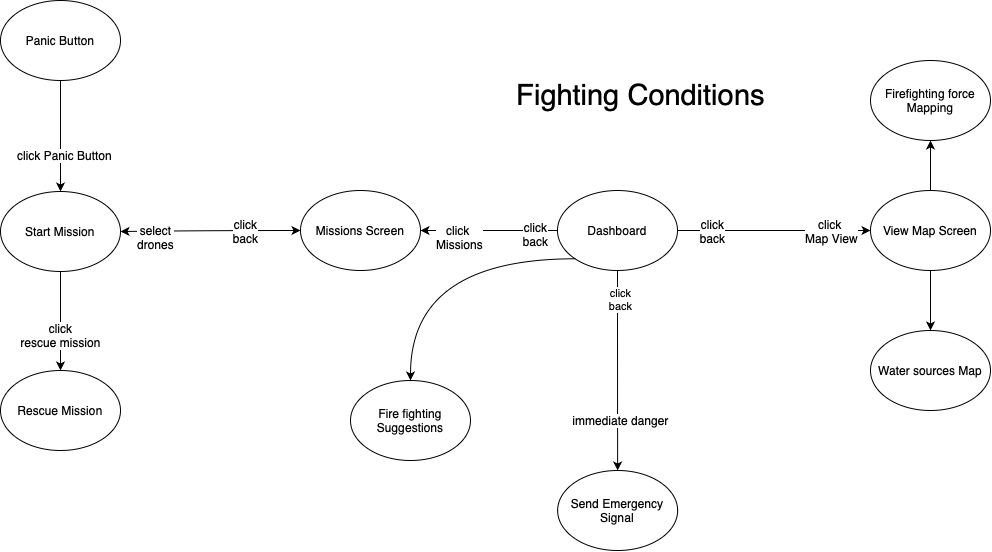 Panic Button
Fighting Conditions
Firefighting force
Mapping
click Panic Button
Start Mission
select
drones
click
back
Missions Screen
click
Missions
click
back
Dashboard
click
back
click
Map View
View Map Screen
click
back
click
rescue mission
Water sources Map
Rescue Mission
Fire fighting
Suggestions
immediate danger
Send Emergency
Signal